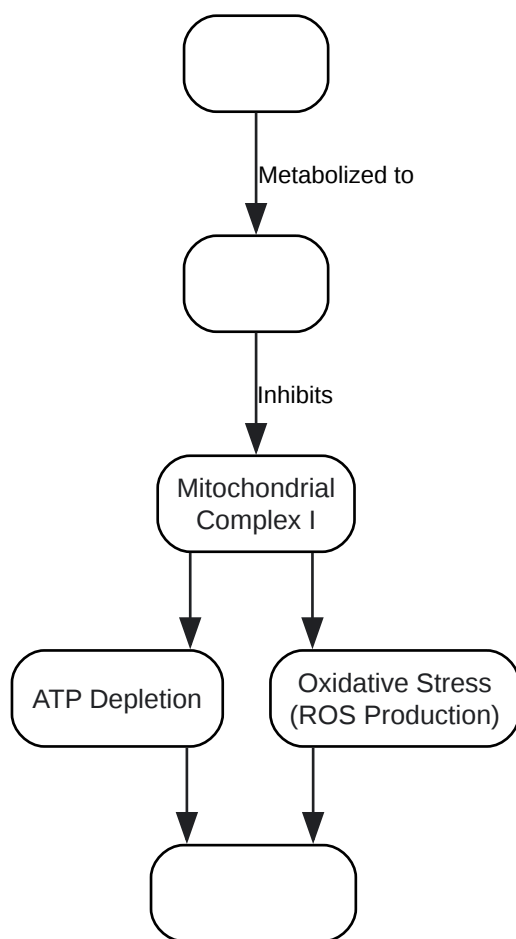 Metabolized to
Inhibits
Mitochondrial
Complex I
ATP Depletion
Oxidative Stress
(ROS Production)